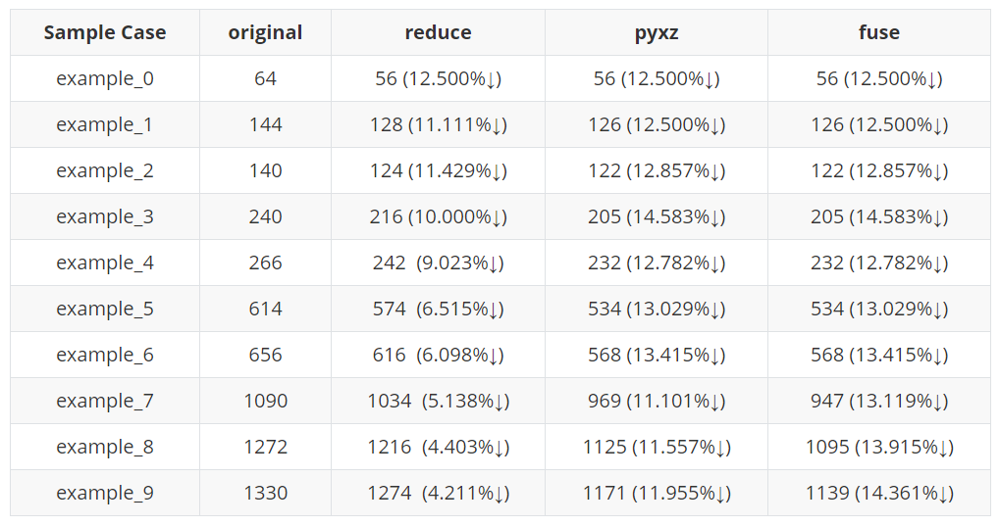 Sample Case original reduce pyxz fuse
example_0 64 56 (12.500%↓) 56 (12.500%↓) 56 (12.500%↓)
example_1 144 128 (11.111%↓) 126 (12.500%↓) 126 (12.500%↓)
example_2 140 124 (11.429%↓) 122 (12.857%↓) 122 (12.857%↓)
example_3 240 216 (10.000%↓) 205 (14.583%↓) 205 (14.583%↓)
example_4 266 242 (9.023%↓) 232 (12.782%↓) 232 (12.782%↓)
example_5 614 574 (6.515%↓) 534 (13.029%↓) 534 (13.029%↓)
example_6 656 616 (6.098%↓) 568 (13.415%↓) 568 (13.415%↓)
example_7 1090 1034 (5.138%↓) 969 (11.101%↓) 947 (13.119%↓)
example_8 1272 1216 (4.403%↓) 1125 (11.557%↓) 1095 (13.915%↓)
example_9 1330 1274 (4.211%↓) 1171 (11.955%↓) 1139 (14.361%↓)